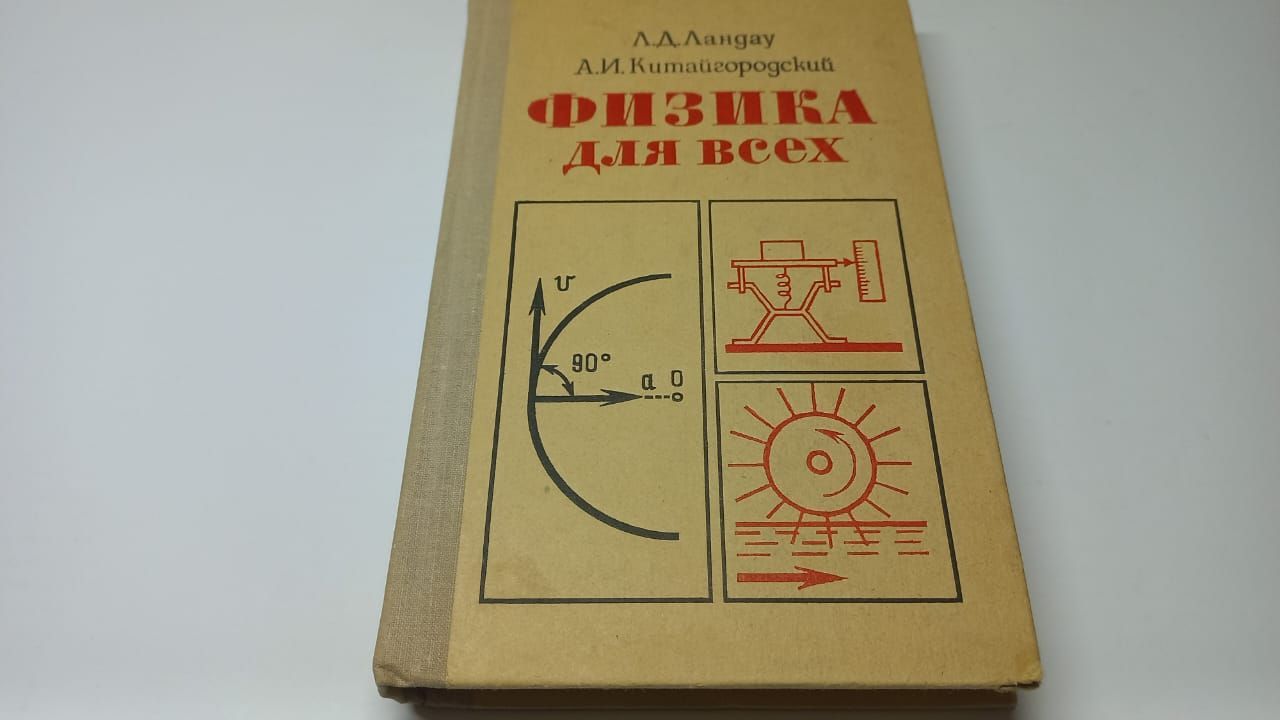 Л.Д.Ландау
А.И.Китайгородский
ФИЗИКА
ДЛЯ ВСЕХ
v
90°
a O